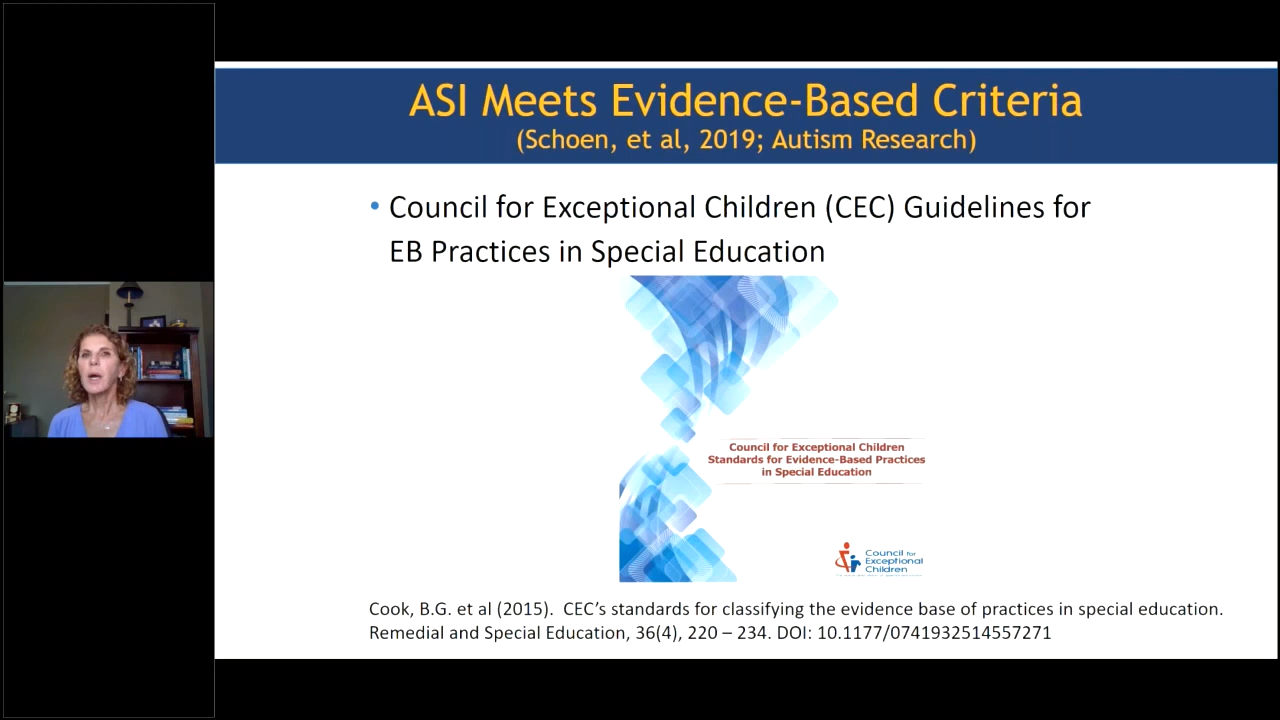 ASI Meets Evidence-Based Criteria
(Schoen, et al, 2019; Autism Research)
• Council for Exceptional Children (CEC) Guidelines for
EB Practices in Special Education
Council for Exceptional Children
Standards for Evidence-Based Practices
in Special Education
Council for
Exceptional
Children
Cook, B.G. et al (2015).  CEC's standards for classifying the evidence base of practices in special education.
Remedial and Special Education, 36(4), 220 – 234. DOI: 10.1177/0741932514557271